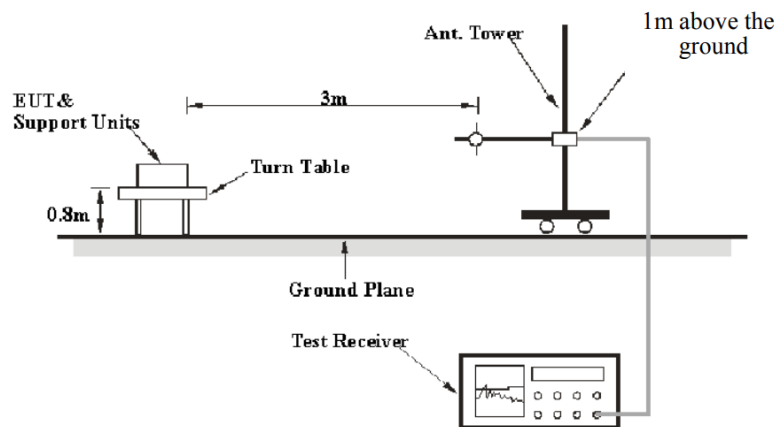 1m above the
ground
Ant. Tower
3m
EUT&
Support Units
Turn Table
0.8m
Ground Plane
Test Receiver